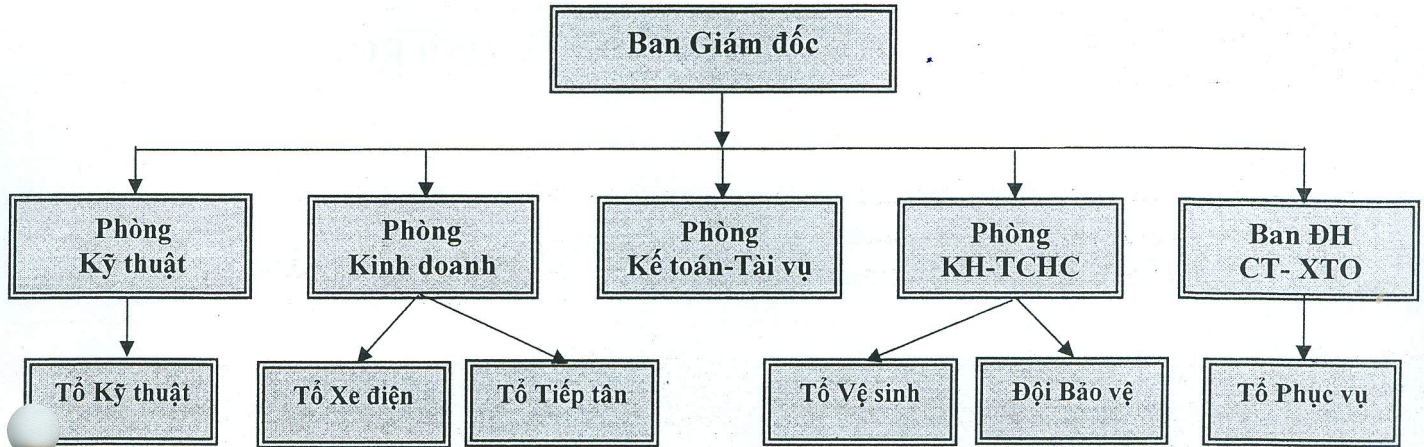 Ban Giám đốc
Phòng
Kỹ thuật
Phòng
Kinh doanh
Phòng
Kế toán-Tài vụ
Phòng
KH-TCHC
Ban ĐH
CT- XTO
Tổ Kỹ thuật
Tổ Xe điện
Tổ Tiếp tân
Tổ Vệ sinh
Đội Bảo vệ
Tổ Phục vụ